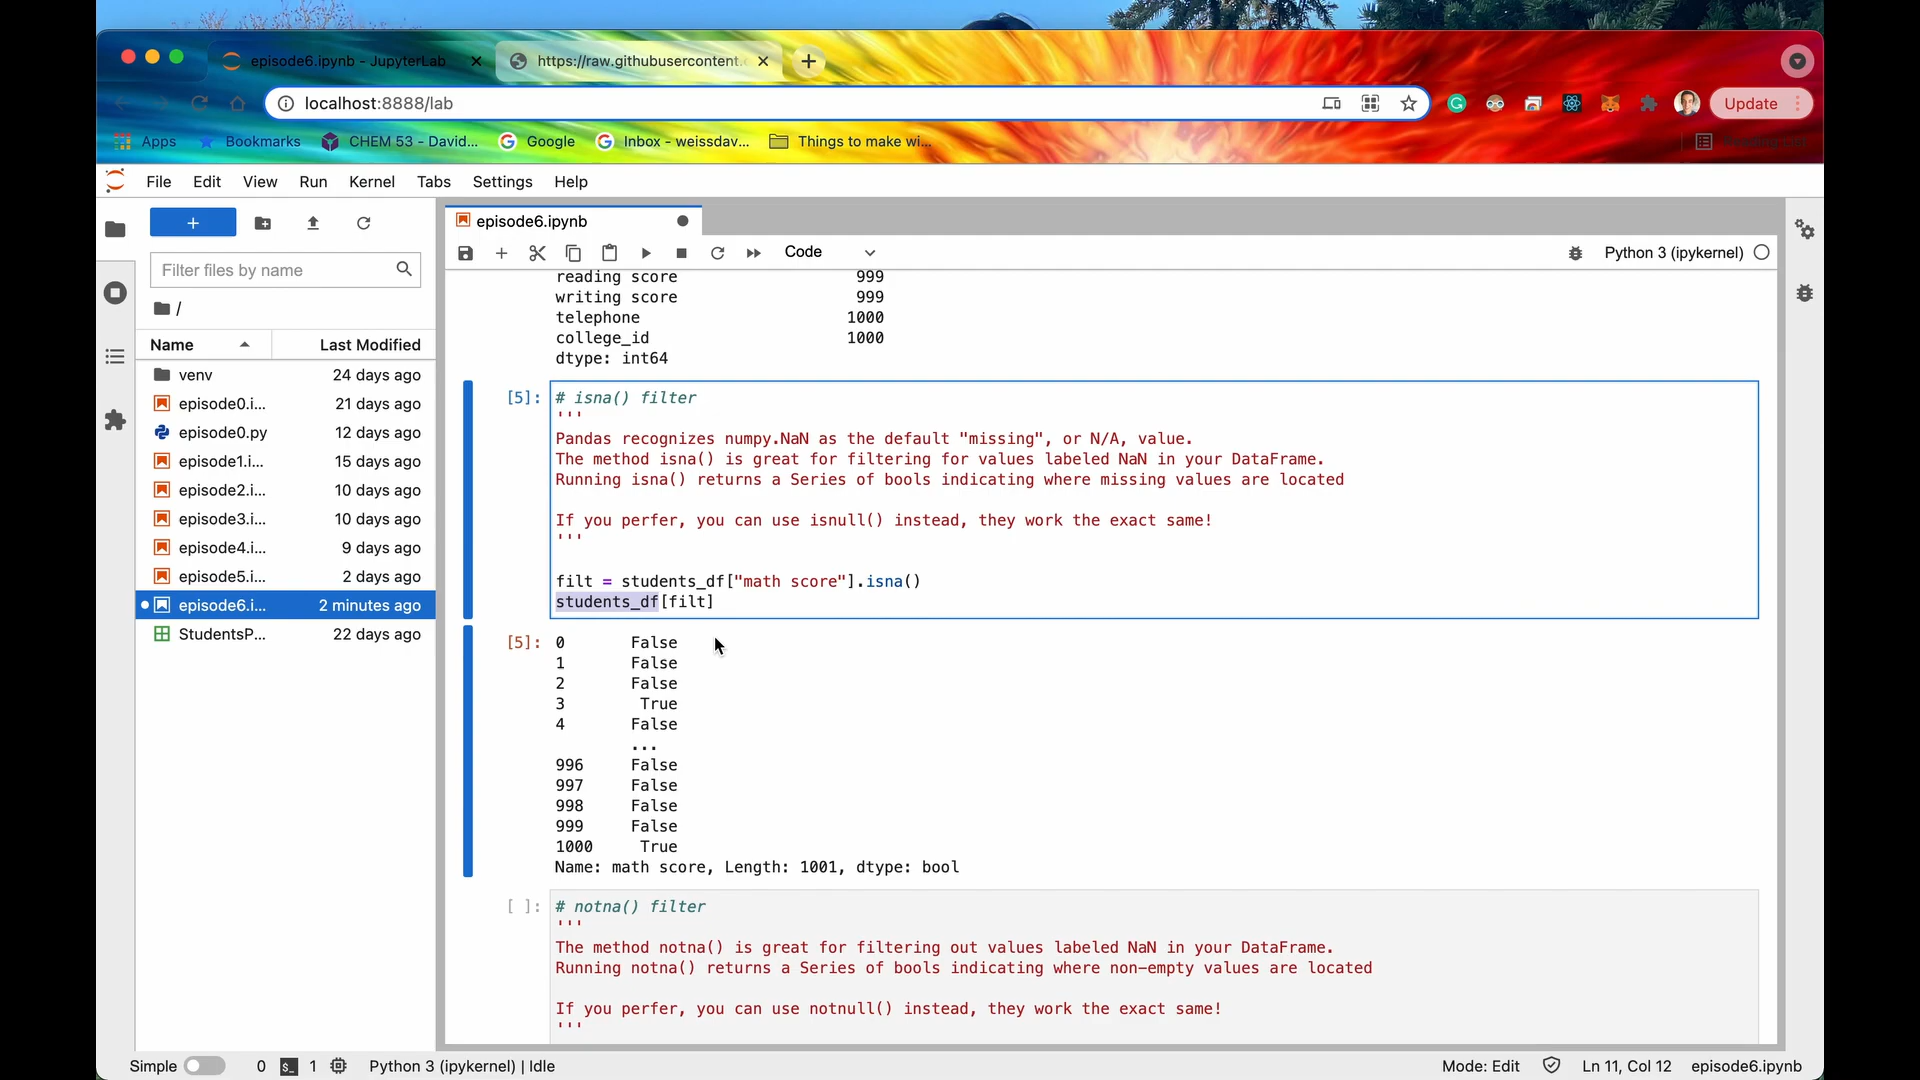 episode6.ipynb - JupyterLab
https://raw.githubusercontent.
localhost:8888/lab
Update
Apps
Bookmarks
CHEM 53 - David...
Google
Inbox - weissdav...
Things to make wi...
Reading List
File Edit View Run Kernel Tabs Settings Help
+
Filter files by name
/
Name Last Modified
venv 24 days ago
episode0.i... 21 days ago
episode0.py 12 days ago
episode1.i... 15 days ago
episode2.i... 10 days ago
episode3.i... 10 days ago
episode4.i... 9 days ago
episode5.i... 2 days ago
episode6.i... 2 minutes ago
StudentsP... 22 days ago
episode6.ipynb
Code
Python 3 (ipykernel)
reading score 999
writing score 999
telephone 1000
college_id 1000
dtype: int64
[5]: # isna() filter
'''
Pandas recognizes numpy.NaN as the default "missing", or N/A, value.
The method isna() is great for filtering for values labeled NaN in your DataFrame.
Running isna() returns a Series of bools indicating where missing values are located
If you perfer, you can use isnull() instead, they work the exact same!
'''
filt = students_df["math score"].isna()
students_df[filt]
[5]: 0 False
1 False
2 False
3 True
4 False
...
996 False
997 False
998 False
999 False
1000 True
Name: math score, Length: 1001, dtype: bool
[ ]: # notna() filter
'''
The method notna() is great for filtering out values labeled NaN in your DataFrame.
Running notna() returns a Series of bools indicating where non-empty values are located
If you perfer, you can use notnull() instead, they work the exact same!
'''
Simple 0 $_ 1 Python 3 (ipykernel) | Idle
Mode: Edit Ln 11, Col 12 episode6.ipynb